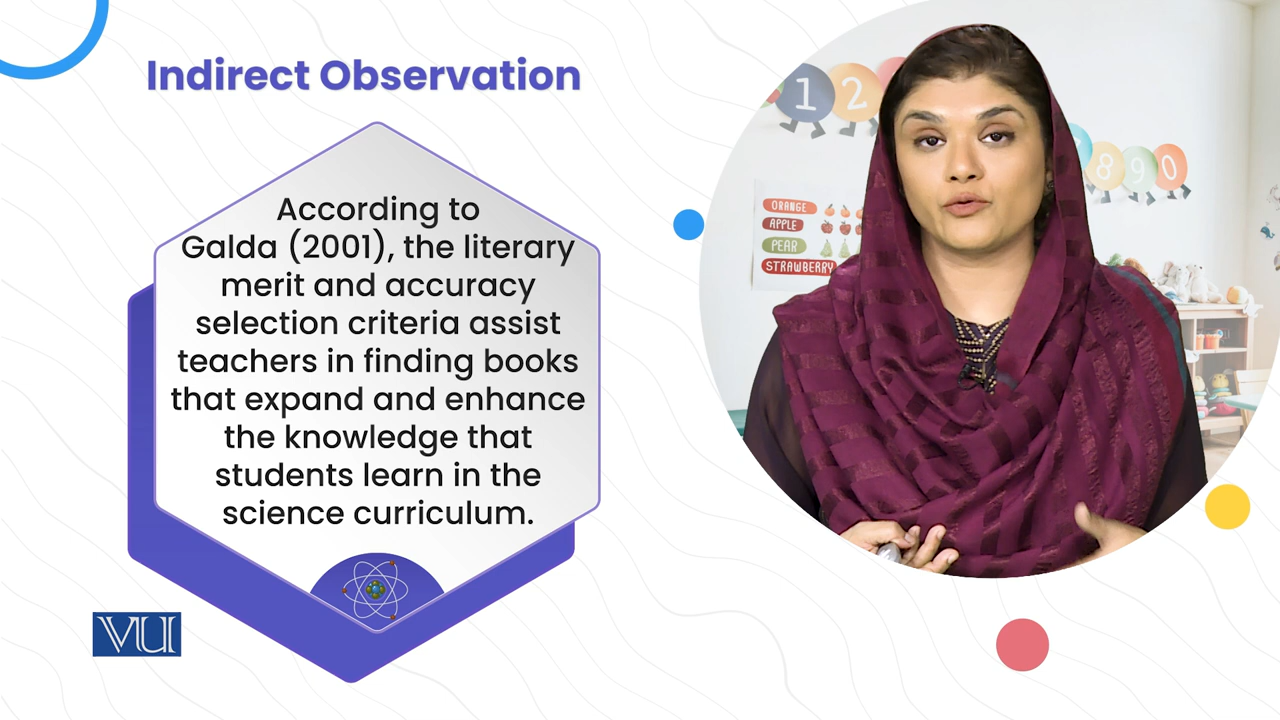 Indirect Observation
According to
Galda (2001), the literary
merit and accuracy
selection criteria assist
teachers in finding books
that expand and enhance
the knowledge that
students learn in the
science curriculum.
VU
1 2
8 9 0
ORANGE
APPLE
PEAR
STRAWBERRY